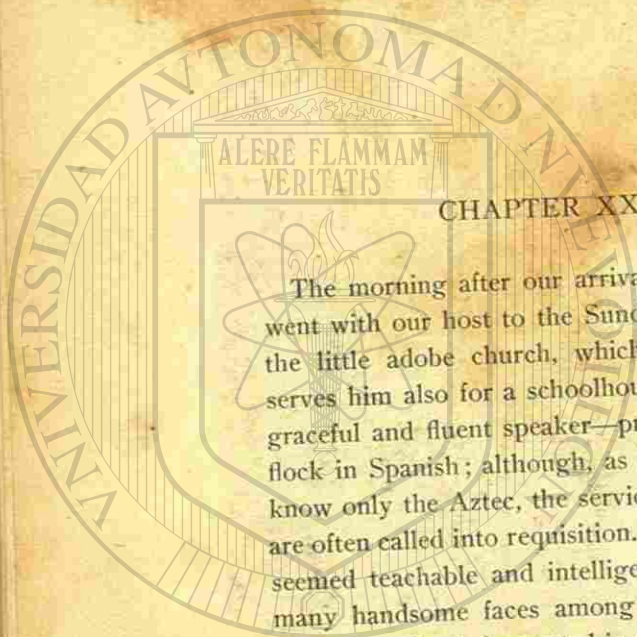 UNIVERSIDAD AUTONOMA DE NUEVO LEON
ALERE FLAMMAM
VERITATIS
CHAPTER XX
The morning after our arriva
went with our host to the Sund
the little adobe church, which
serves him also for a schoolhou
graceful and fluent speaker—pr
flock in Spanish; although, as
know only the Aztec, the servic
are often called into requisition.
seemed teachable and intellige
many handsome faces among